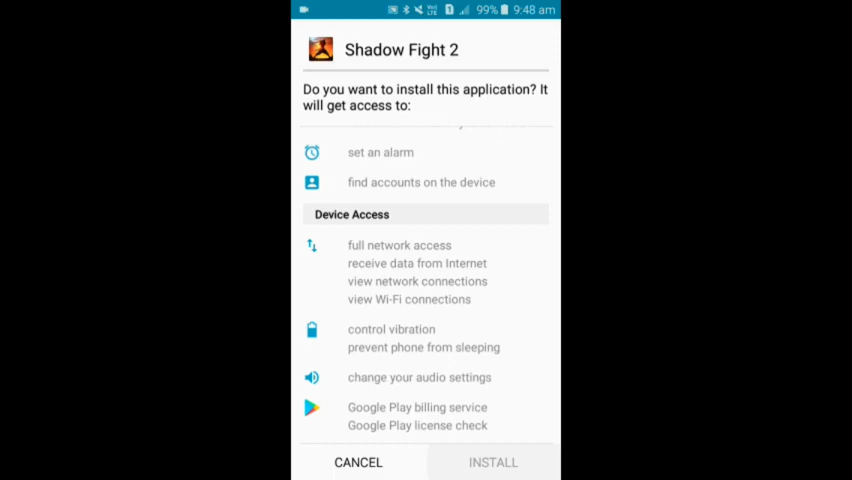 99% 9:48 am
Shadow Fight 2
Do you want to install this application? It
will get access to:
set an alarm
find accounts on the device
Device Access
full network access
receive data from Internet
view network connections
view Wi-Fi connections
control vibration
prevent phone from sleeping
change your audio settings
Google Play billing service
Google Play license check
CANCEL
INSTALL